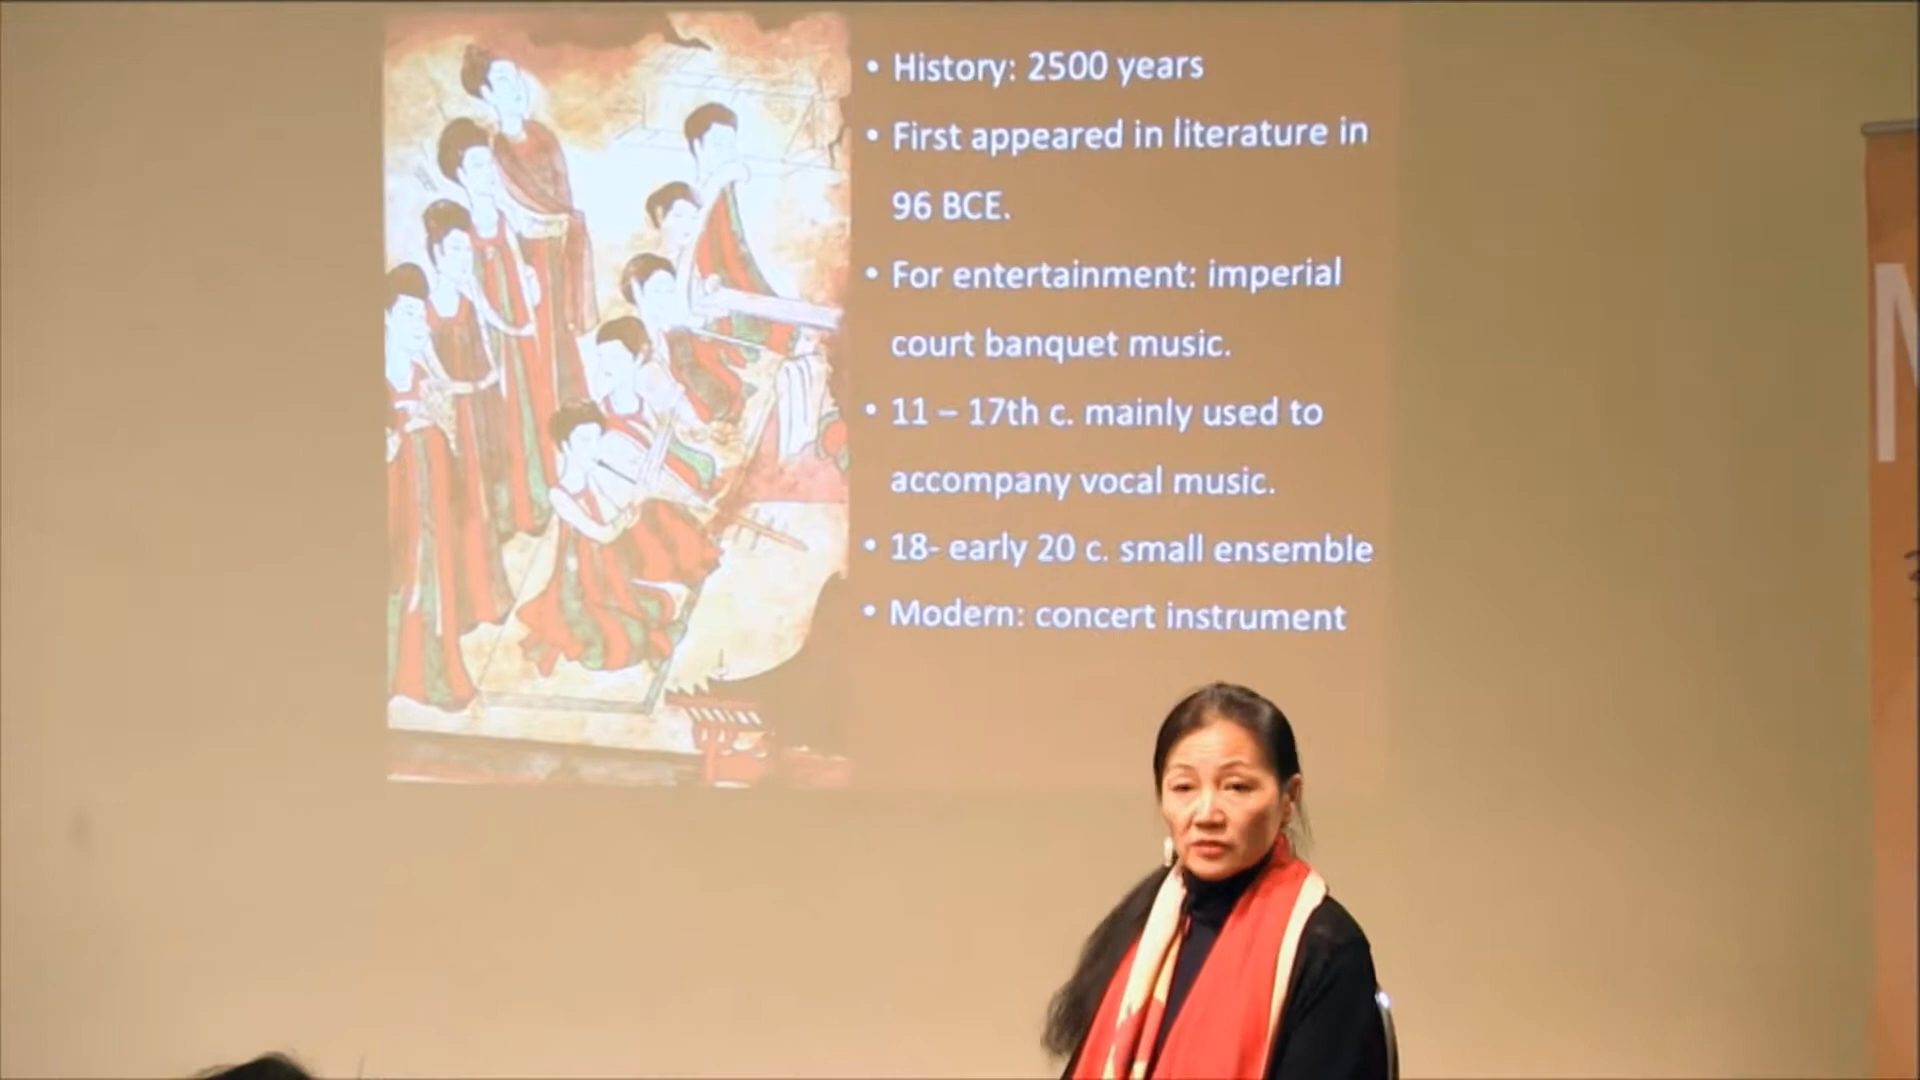 • History: 2500 years
• First appeared in literature in
96 BCE.
• For entertainment: imperial
court banquet music.
• 11 – 17th c. mainly used to
accompany vocal music.
• 18- early 20 c. small ensemble
• Modern: concert instrument